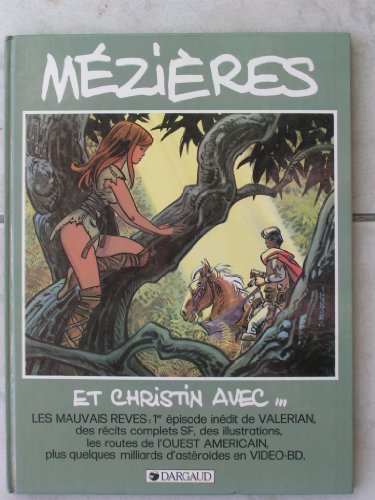 MÉZIÈRES
ET CHRISTIN AVEC...
LES MAUVAIS REVES: 1er épisode inédit de VALERIAN,
des récits complets SF, des illustrations,
les routes de l'OUEST AMERICAIN,
plus quelques milliards d'astéroides en VIDEO-BD.
DARGAUD